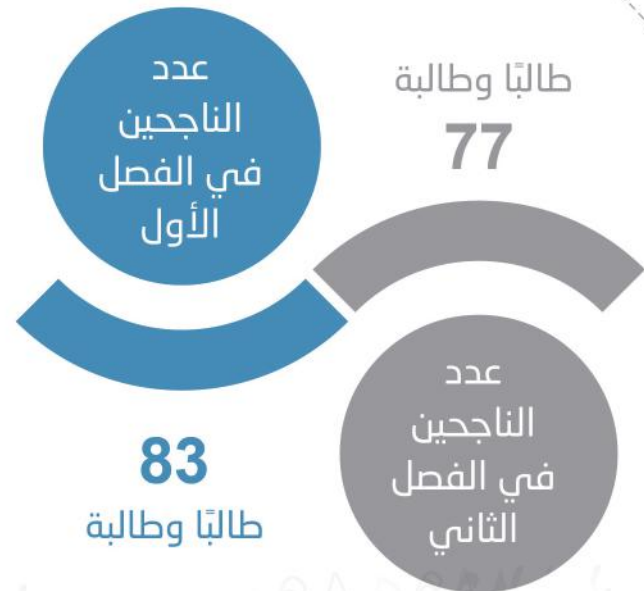 عدد
الناجحين
في الفصل
الأول
83
طالبًا وطالبة
طالبًا وطالبة
77
عدد
الناجحين
في الفصل
الثاني